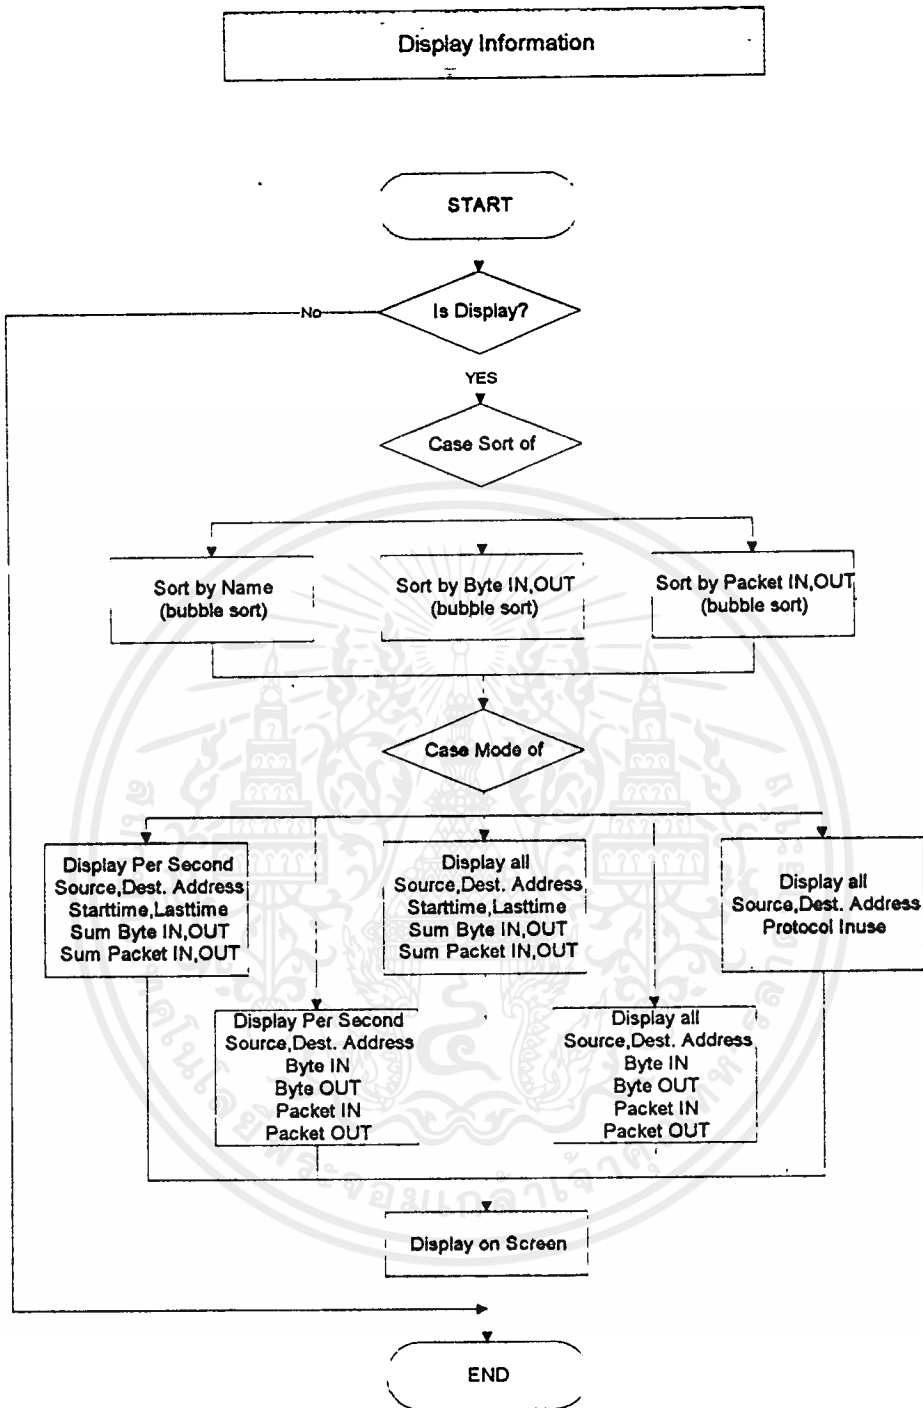 Display Information
START
Is Display?
No
YES
Case Sort of
Sort by Name
(bubble sort)
Sort by Byte IN,OUT
(bubble sort)
Sort by Packet IN,OUT
(bubble sort)
Case Mode of
Display Per Second
Source,Dest. Address
Starttime,Lasttime
Sum Byte IN,OUT
Sum Packet IN,OUT
Display all
Source,Dest. Address
Starttime,Lasttime
Sum Byte IN,OUT
Sum Packet IN,OUT
Display all
Source,Dest. Address
Protocol Inuse
Display Per Second
Source,Dest. Address
Byte IN
Byte OUT
Packet IN
Packet OUT
Display all
Source,Dest. Address
Byte IN
Byte OUT
Packet IN
Packet OUT
Display on Screen
END